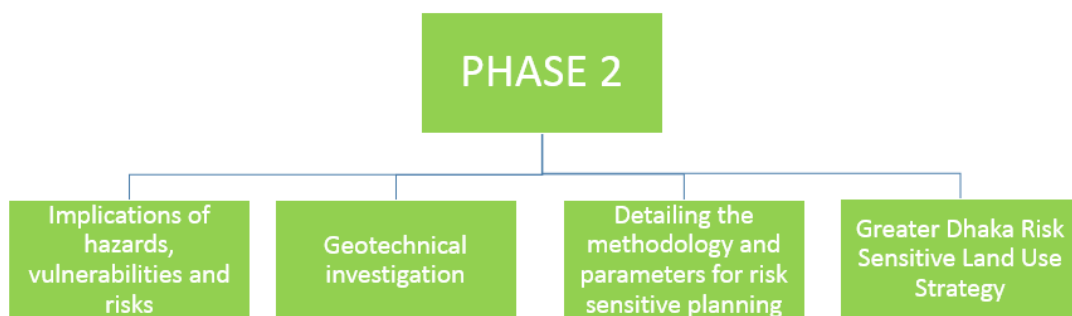 PHASE 2
Implications of
hazards,
vulnerabilities and
risks
Geotechnical
investigation
Detailing the
methodology and
parameters for risk
sensitive planning
Greater Dhaka Risk
Sensitive Land Use
Strategy